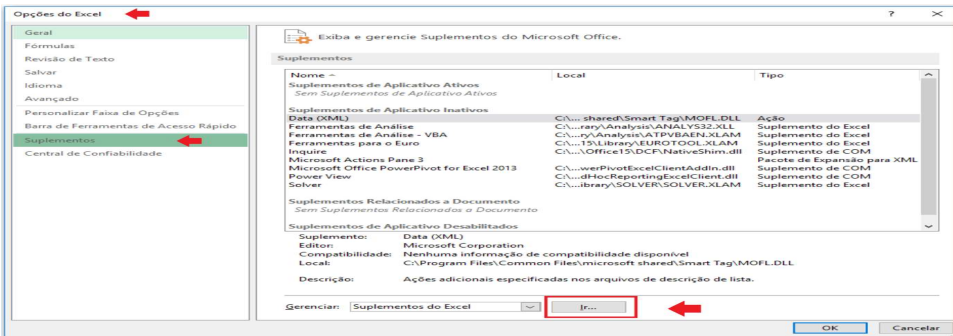 Opções do Excel
? ×
Geral
Fórmulas
Revisão de Texto
Salvar
Idioma
Avançado
Personalizar Faixa de Opções
Barra de Ferramentas de Acesso Rápido
Suplementos
Central de Confiabilidade
Exiba e gerencie Suplementos do Microsoft Office.
Suplementos
Nome Local Tipo
Suplementos de Aplicativo Ativos
Sem Suplementos de Aplicativo Ativos
Suplementos de Aplicativo Inativos
Data (XML) C:\... shared\Smart Tag\MOFL.DLL Ação
Ferramentas de Análise C:\...rary\Analysis\ANALYS32.XLL Suplemento do Excel
Ferramentas de Análise - VBA C:\...ry\Analysis\ATPVBAEN.XLAM Suplemento do Excel
Ferramentas para o Euro C:\...15\Library\EUROTOOL.XLAM Suplemento do Excel
Inquire C:\...\Office15\DCF\NativeShim.dll Suplemento de COM
Microsoft Actions Pane 3 Pacote de Expansão para XML
Microsoft Office PowerPivot for Excel 2013 C:\...werPivotExcelClientAddIn.dll Suplemento de COM
Power View C:\...dHocReportingExcelClient.dll Suplemento de COM
Solver C:\...ibrary\SOLVER\SOLVER.XLAM Suplemento do Excel
Suplementos Relacionados a Documento
Sem Suplementos Relacionados a Documento
Suplementos de Aplicativo Desabilitados
Suplemento: Data (XML)
Editor: Microsoft Corporation
Compatibilidade: Nenhuma informação de compatibilidade disponível
Local: C:\Program Files\Common Files\microsoft shared\Smart Tag\MOFL.DLL
Descrição: Ações adicionais especificadas nos arquivos de descrição de lista.
Gerenciar: Suplementos do Excel Ir...
OK Cancelar